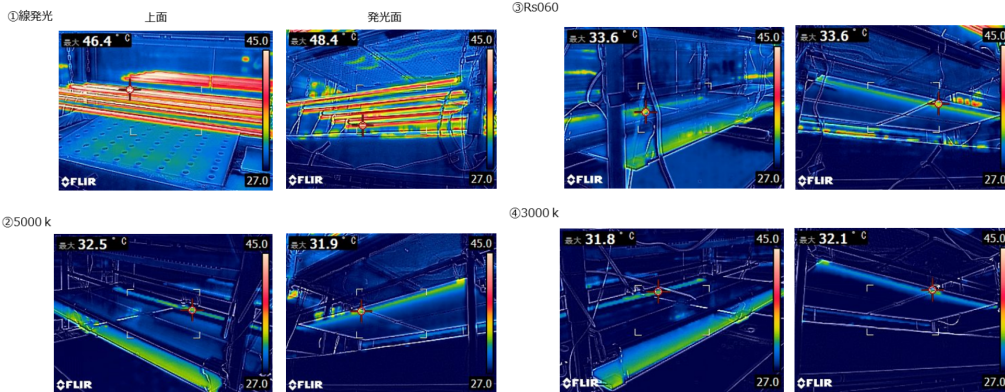 ①線発光
上面
発光面
③Rs060
最大 46.4 °C
45.0
27.0
FLIR
最大 48.4 °C
45.0
27.0
FLIR
最大 33.6 °C
45.0
27.0
FLIR
最大 33.6 °C
45.0
27.0
FLIR
②5000ｋ
④3000ｋ
最大 32.5 °C
45.0
27.0
FLIR
最大 31.9 °C
45.0
27.0
FLIR
最大 31.8 °C
45.0
27.0
FLIR
最大 32.1 °C
45.0
27.0
FLIR